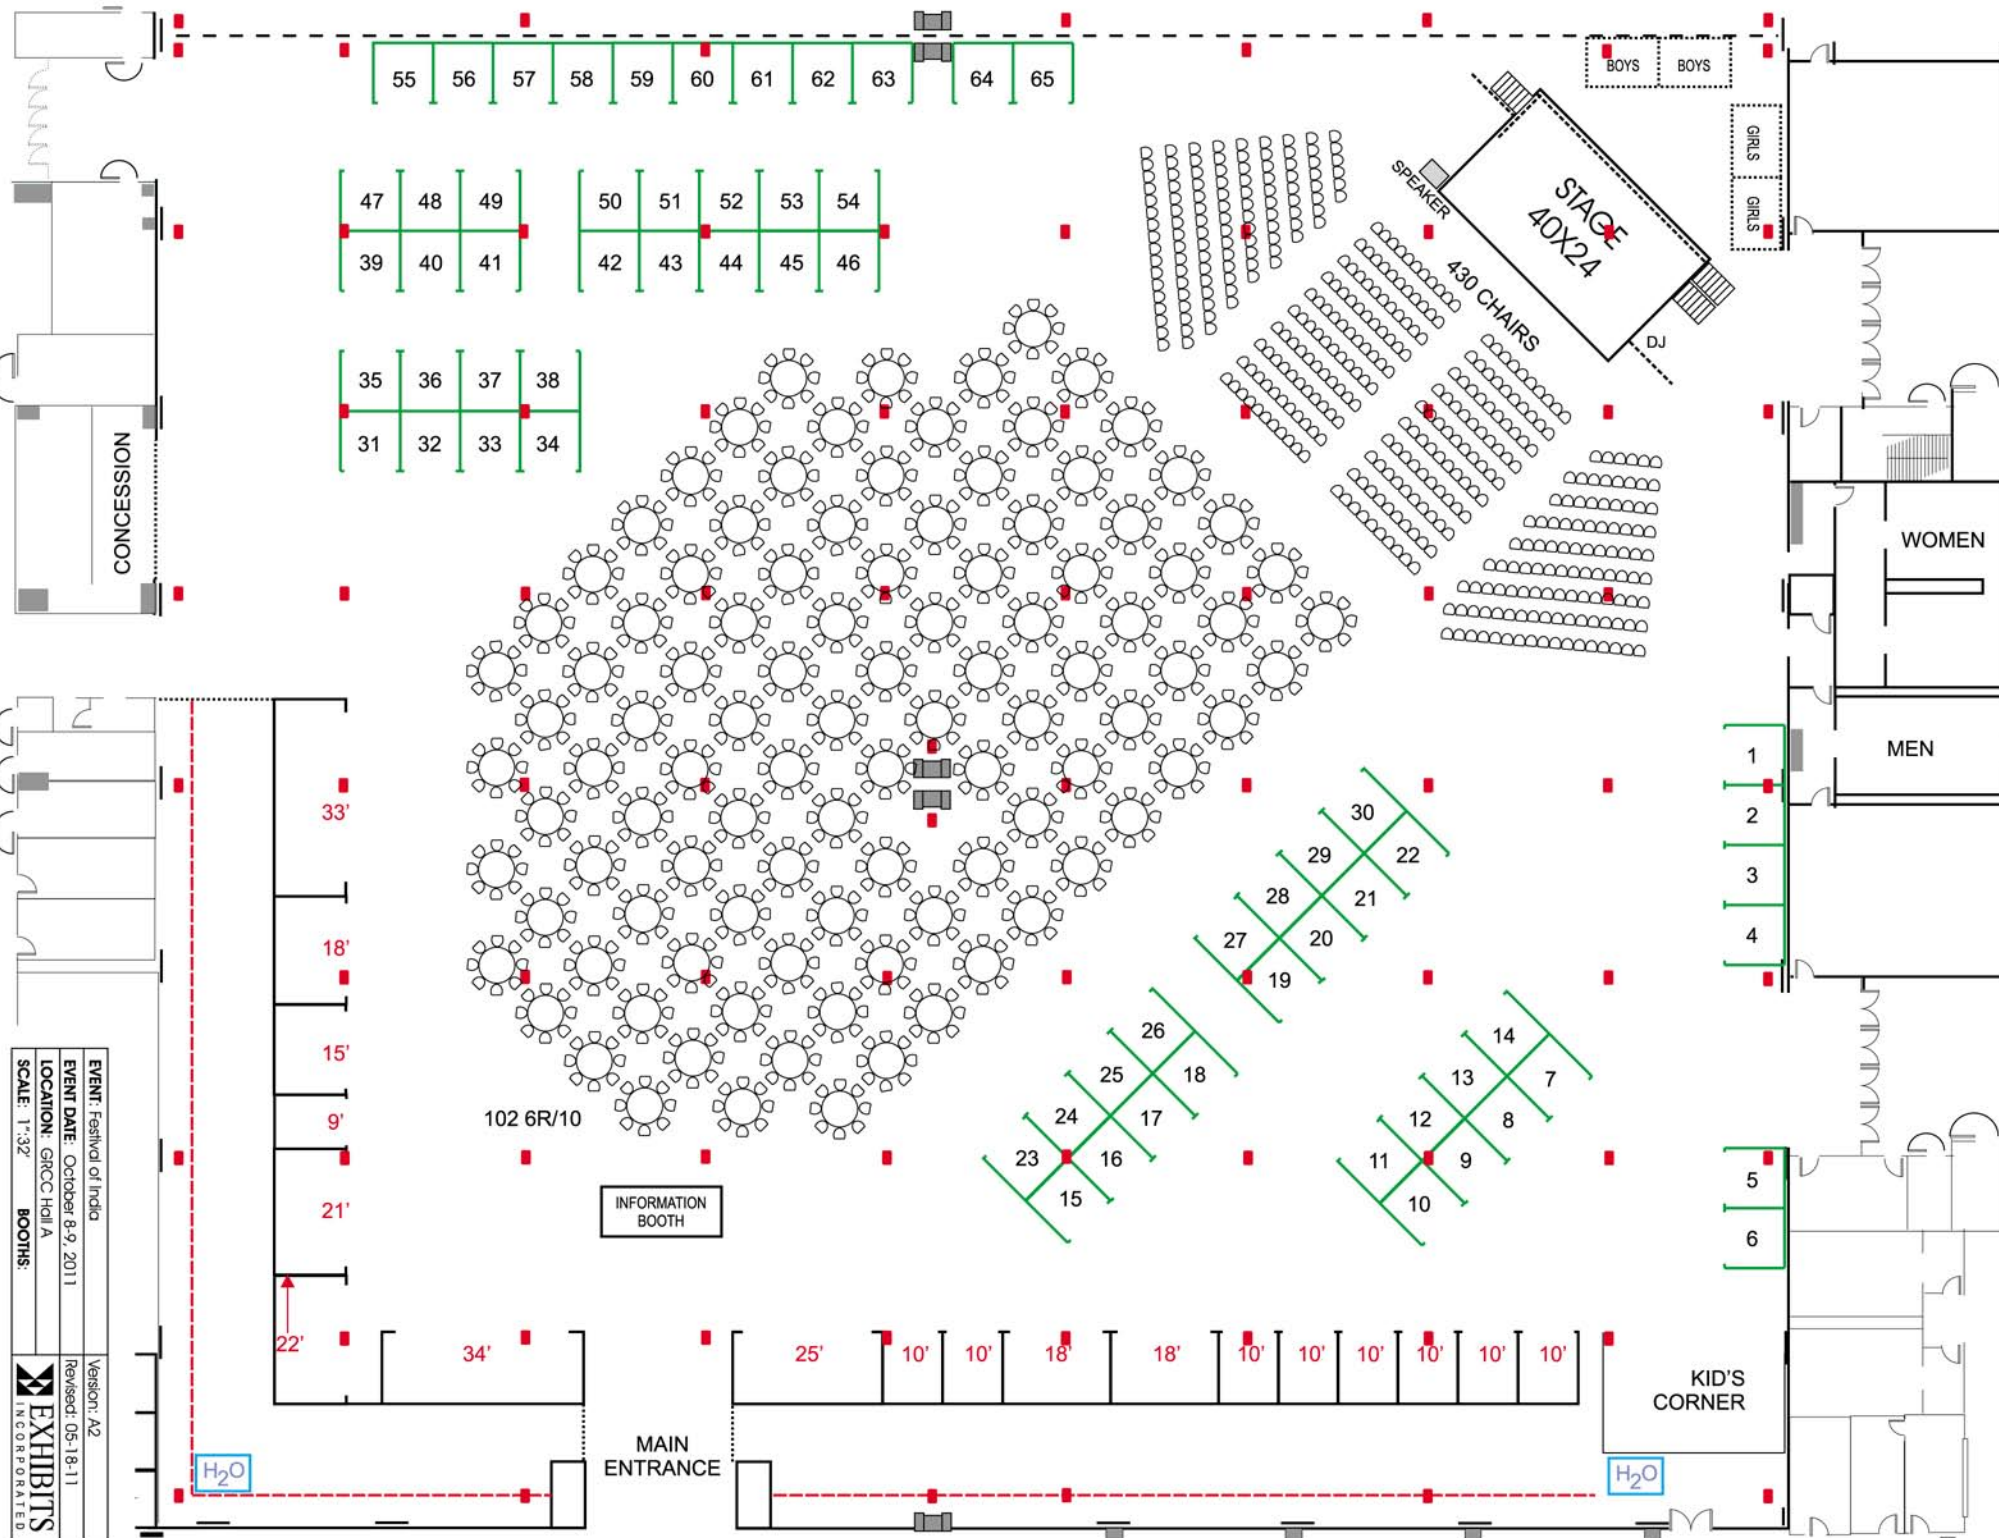 55 56 57 58 59 60 61 62 63 64 65
BOYS BOYS
GIRLS
GIRLS
47 48 49 50 51 52 53 54
39 40 41 42 43 44 45 46
SPEAKER
STAGE
40X24
430 CHAIRS
DJ
35 36 37 38
31 32 33 34
CONCESSION
WOMEN
MEN
1
2
3
4
33'
18'
15'
9'
21'
22'
30
29 22
28 21
27 20
19
26
25 18
24 17
23 16
15
14
13 7
12 8
11 9
10
5
6
102 6R/10
INFORMATION
BOOTH
34'
25' 10' 10' 18' 18' 10' 10' 10' 10' 10' 10'
KID'S
CORNER
MAIN
ENTRANCE
H2O
H2O
EVENT: Festival of India
EVENT DATE: October 8-9, 2011
LOCATION: GRCC Hall A
SCALE: 1":32' BOOTHS:
Version: A2
Revised: 05-18-11
EXHIBITS
INCORPORATED